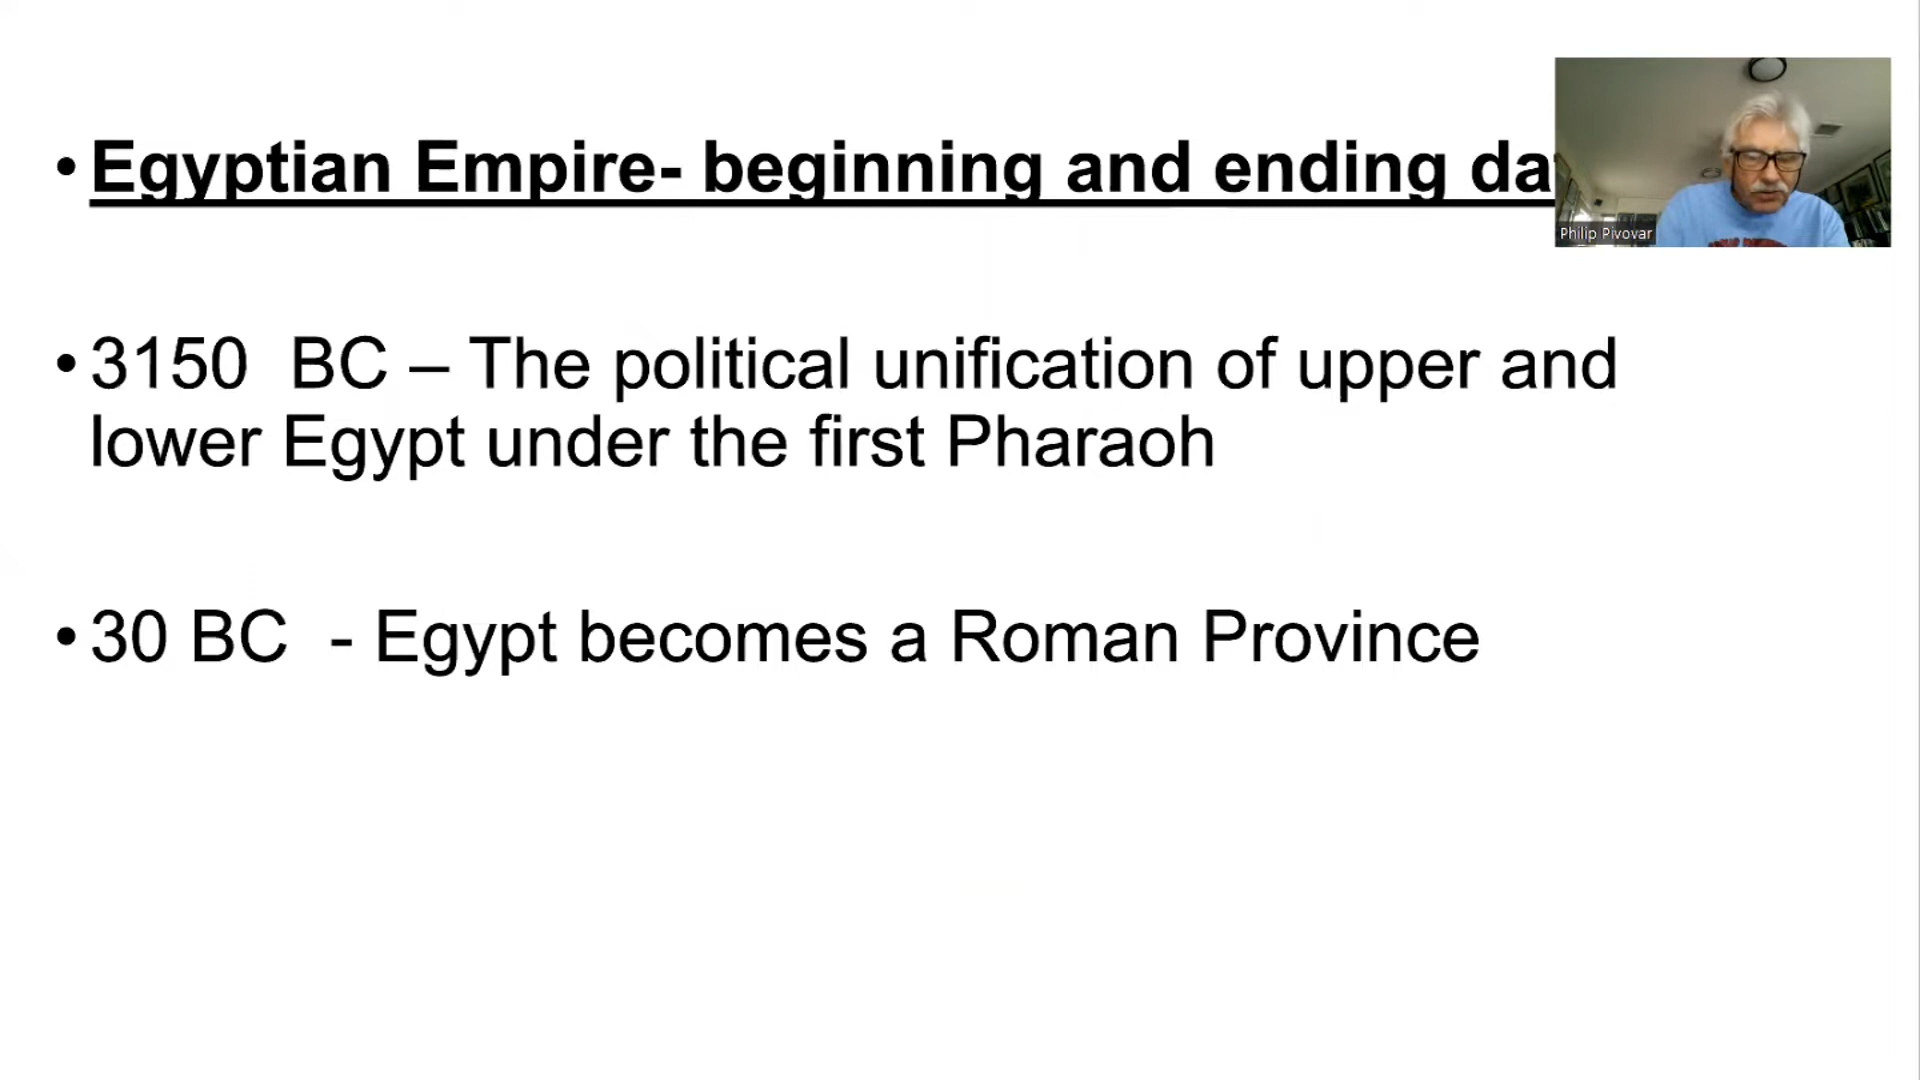 • Egyptian Empire- beginning and ending
Philip Pivovar
• 3150 BC – The political unification of upper and
lower Egypt under the first Pharaoh
• 30 BC - Egypt becomes a Roman Province